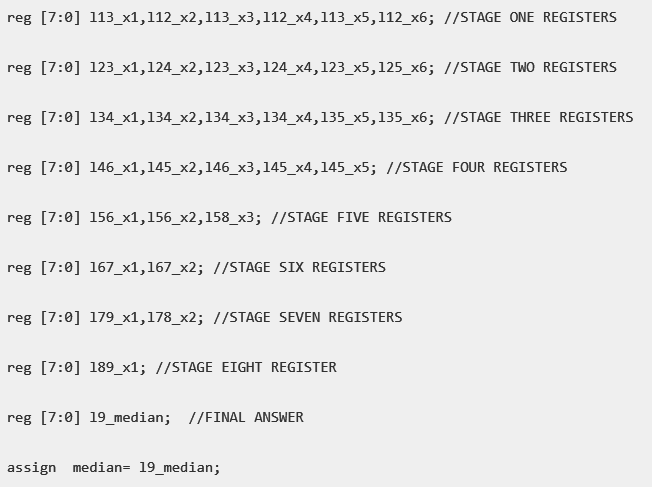 reg [7:0] l13_x1,l12_x2,l13_x3,l12_x4,l13_x5,l12_x6; //STAGE ONE REGISTERS
reg [7:0] l23_x1,l24_x2,l23_x3,l24_x4,l23_x5,l25_x6; //STAGE TWO REGISTERS
reg [7:0] l34_x1,l34_x2,l34_x3,l34_x4,l35_x5,l35_x6; //STAGE THREE REGISTERS
reg [7:0] l46_x1,l45_x2,l46_x3,l45_x4,l45_x5; //STAGE FOUR REGISTERS
reg [7:0] l56_x1,l56_x2,l58_x3; //STAGE FIVE REGISTERS
reg [7:0] l67_x1,l67_x2; //STAGE SIX REGISTERS
reg [7:0] l79_x1,l78_x2; //STAGE SEVEN REGISTERS
reg [7:0] l89_x1; //STAGE EIGHT REGISTER
reg [7:0] l9_median;  //FINAL ANSWER
assign  median= l9_median;